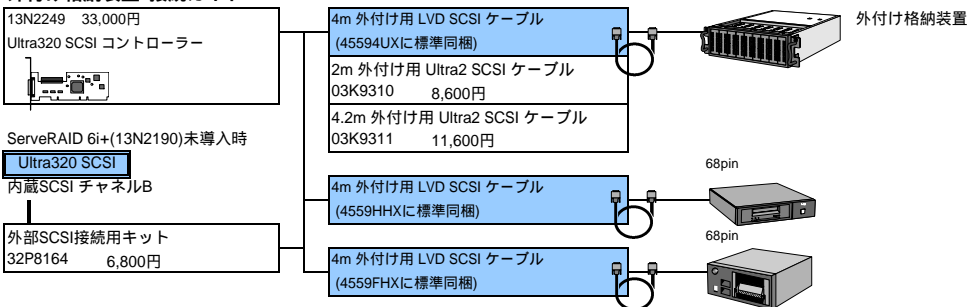 13N2249 33,000円
Ultra320 SCSI コントローラー
ServeRAID 6i+(13N2190)未導入時
Ultra320 SCSI
内蔵SCSI チャネルB
外部SCSI接続用キット
32P8164 6,800円
4m 外付け用 LVD SCSI ケーブル
(45594UXに標準同梱)
2m 外付け用 Ultra2 SCSI ケーブル
03K9310 8,600円
4.2m 外付け用 Ultra2 SCSI ケーブル
03K9311 11,600円
4m 外付け用 LVD SCSI ケーブル
(4559HHXに標準同梱)
4m 外付け用 LVD SCSI ケーブル
(4559FHXに標準同梱)
外付け格納装置
68pin
68pin